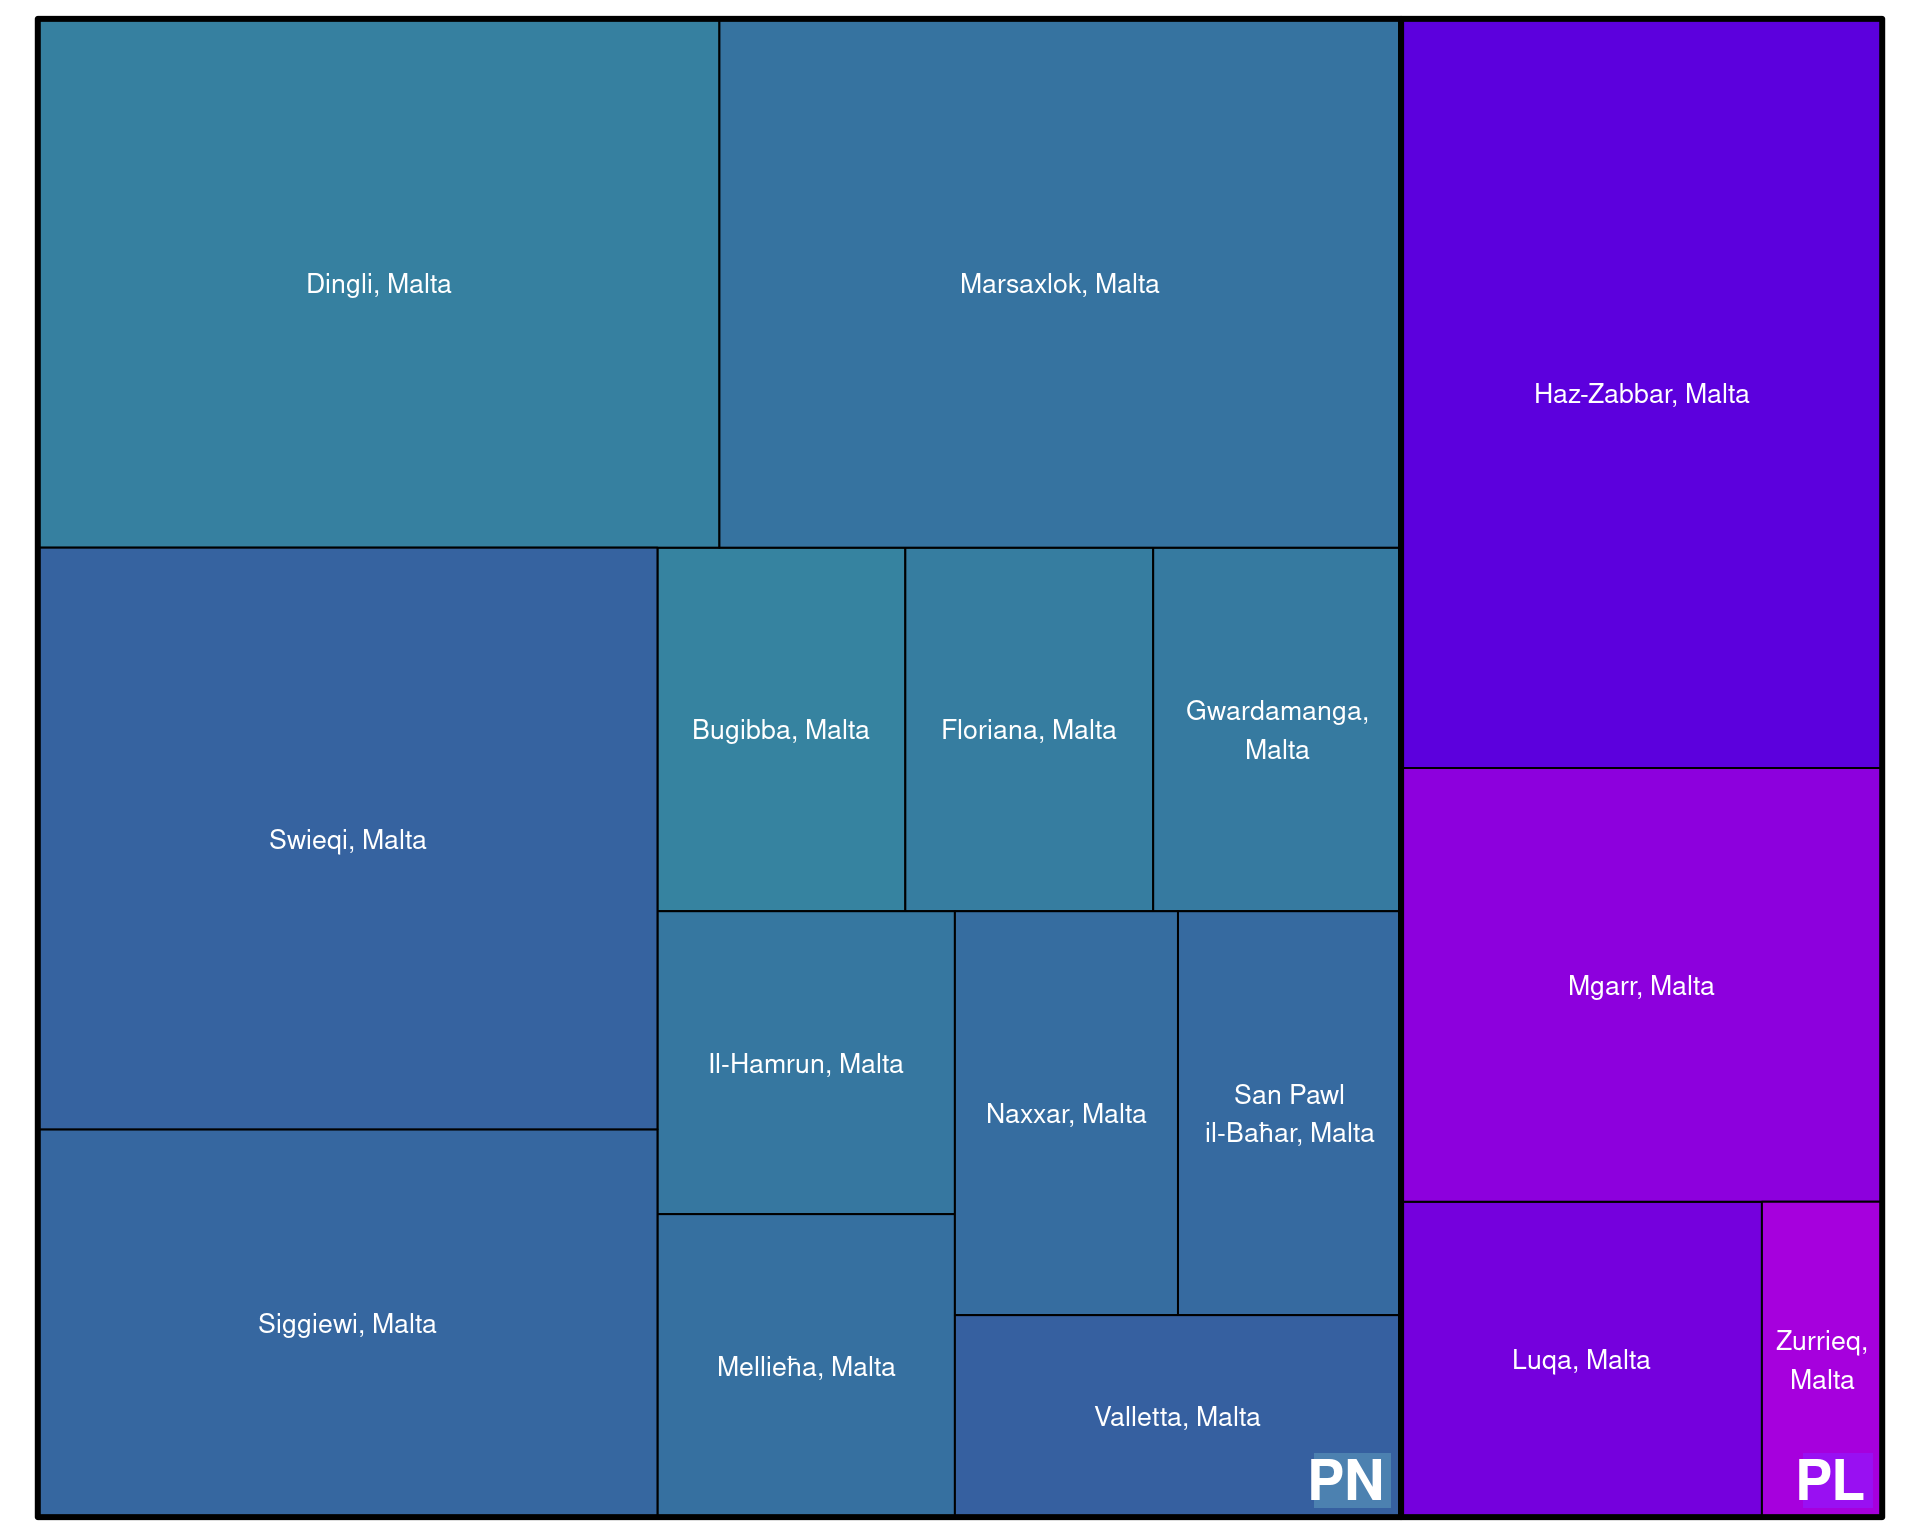 Dingli, Malta
Marsaxlok, Malta
Haz-Zabbar, Malta
Swieqi, Malta
Bugibba, Malta
Floriana, Malta
Gwardamanga,
Malta
Mgarr, Malta
Il-Hamrun, Malta
Naxxar, Malta
San Pawl
il-Baħar, Malta
Siggiewi, Malta
Mellieħa, Malta
Valletta, Malta
PN
Luqa, Malta
Zurrieq,
Malta
PL